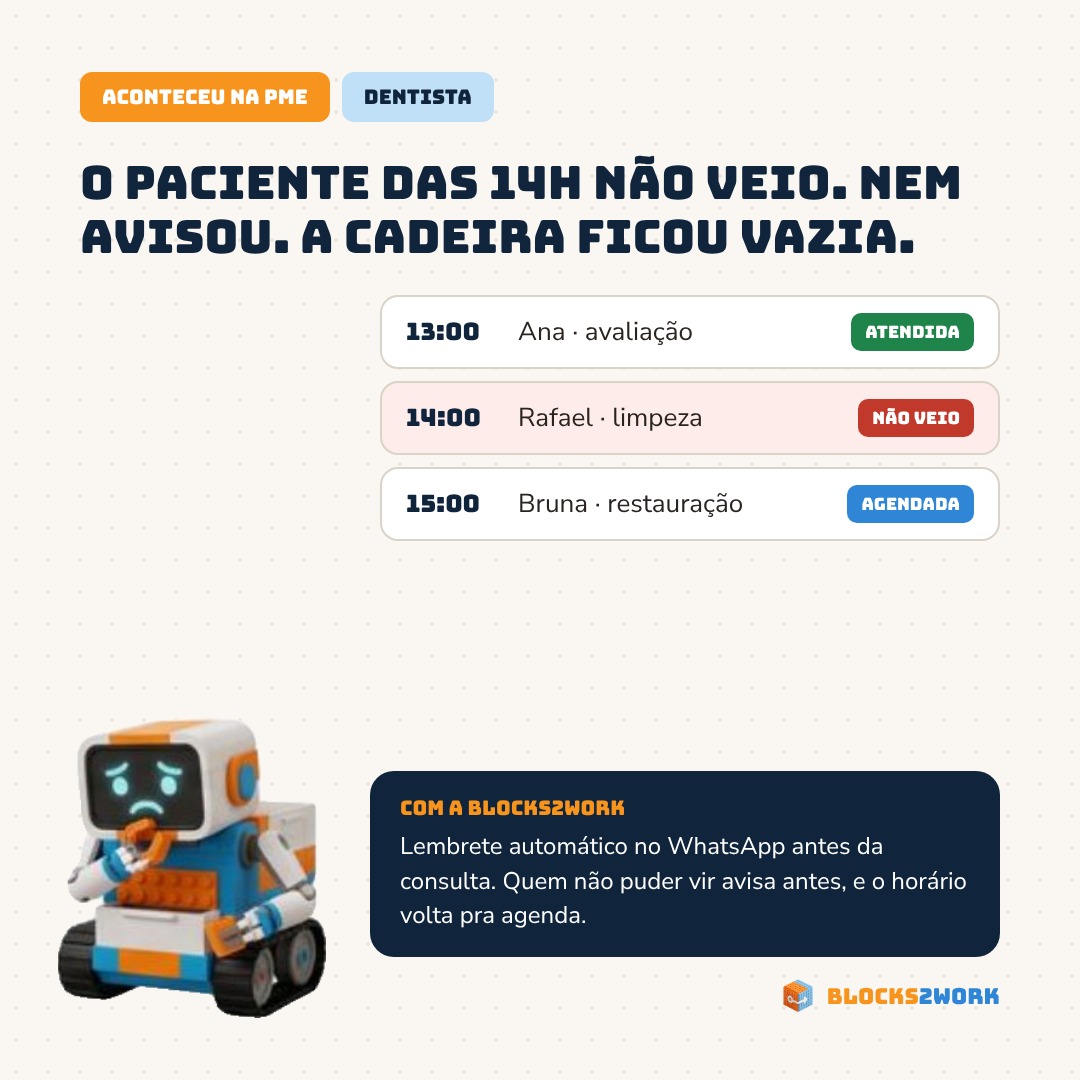 ACONTECEU NA PME
DENTISTA
O PACIENTE DAS 14H NÃO VEIO. NEM
AVISOU. A CADEIRA FICOU VAZIA.
13:00 Ana · avaliação ATENDIDA
14:00 Rafael · limpeza NÃO VEIO
15:00 Bruna · restauração AGENDADA
COM A BLOCKS2WORK
Lembrete automático no WhatsApp antes da
consulta. Quem não puder vir avisa antes, e o horário
volta pra agenda.
BLOCKS2WORK